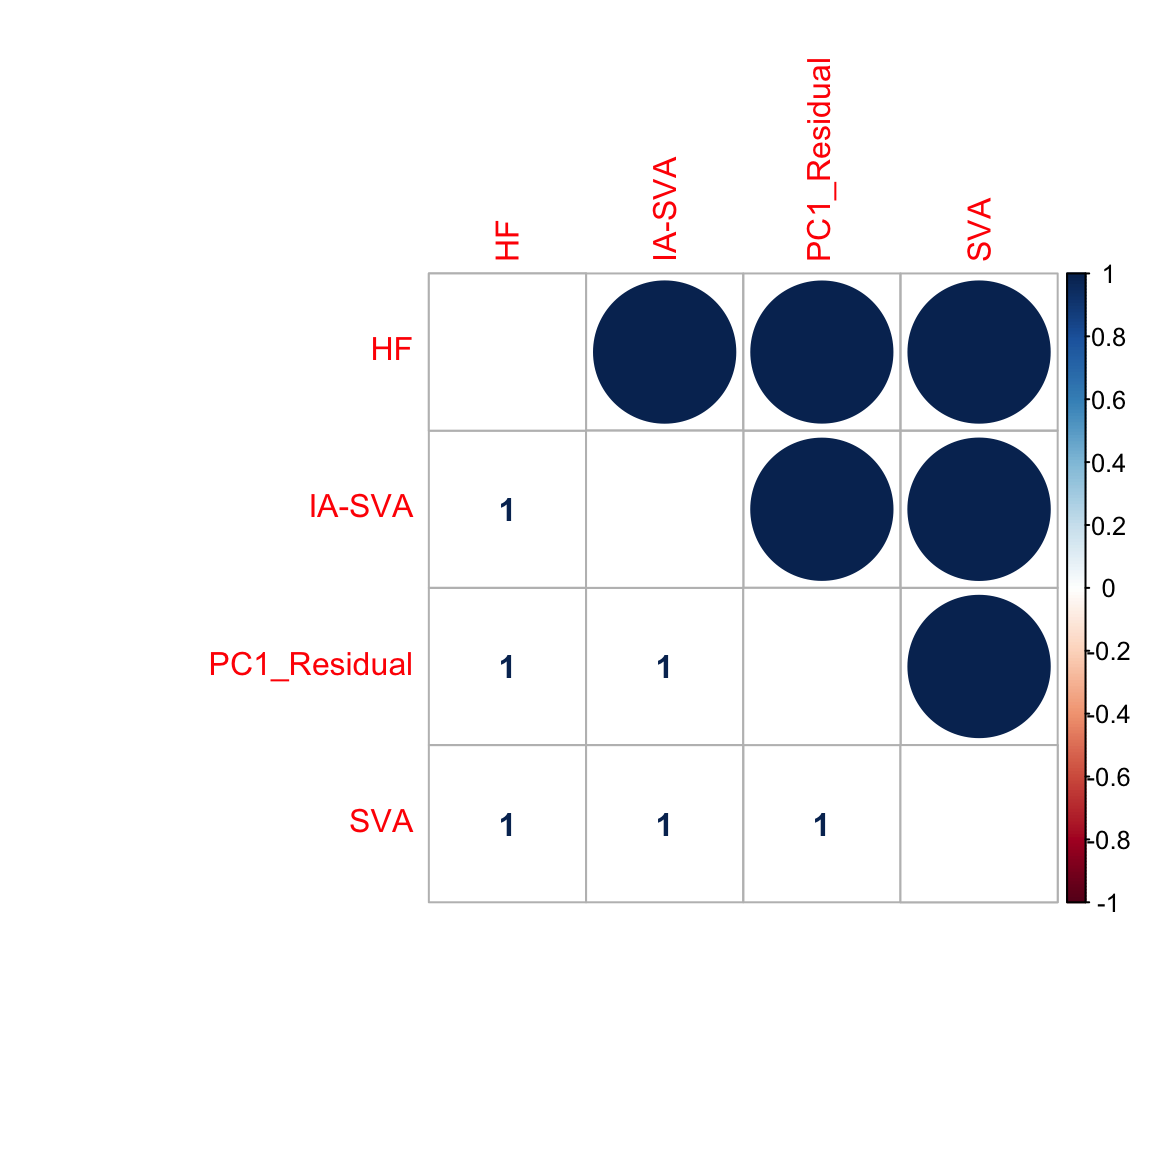 HF
IA-SVA
PC1_Residual
SVA
HF
IA-SVA
1
PC1_Residual
1 1
SVA
1 1 1
1
0.8
0.6
0.4
0.2
0
-0.2
-0.4
-0.6
-0.8
-1